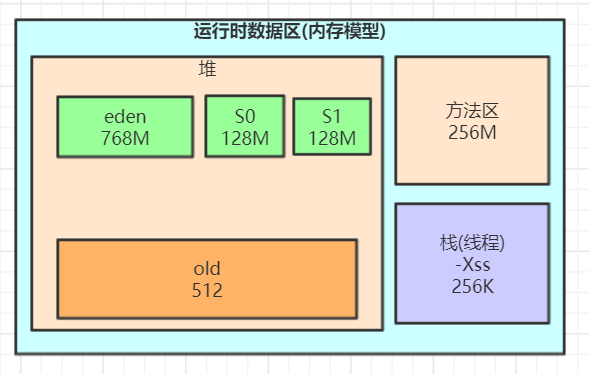 运行时数据区(内存模型)
堆
eden
768M
S0
128M
S1
128M
old
512
方法区
256M
栈(线程)
-Xss
256K